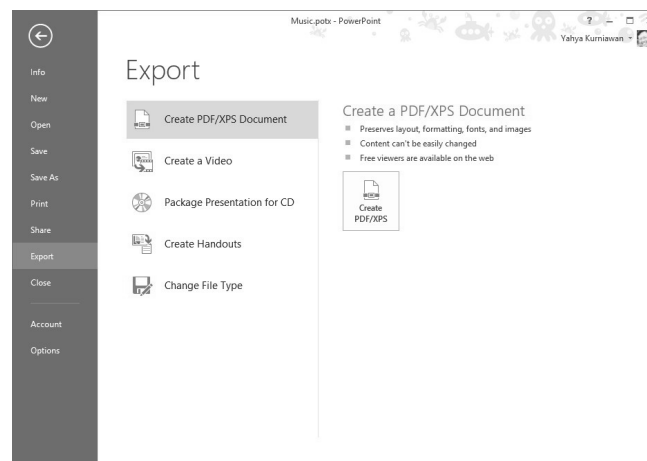 Music.potx - PowerPoint
? 
Yahya Kurniawan
Info
New
Open
Save
Save As
Print
Share
Export
Close
Account
Options
Export
Create PDF/XPS Document
Create a Video
Package Presentation for CD
Create Handouts
Change File Type
Create a PDF/XPS Document
Preserves layout, formatting, fonts, and images
Content can't be easily changed
Free viewers are available on the web
Create
PDF/XPS